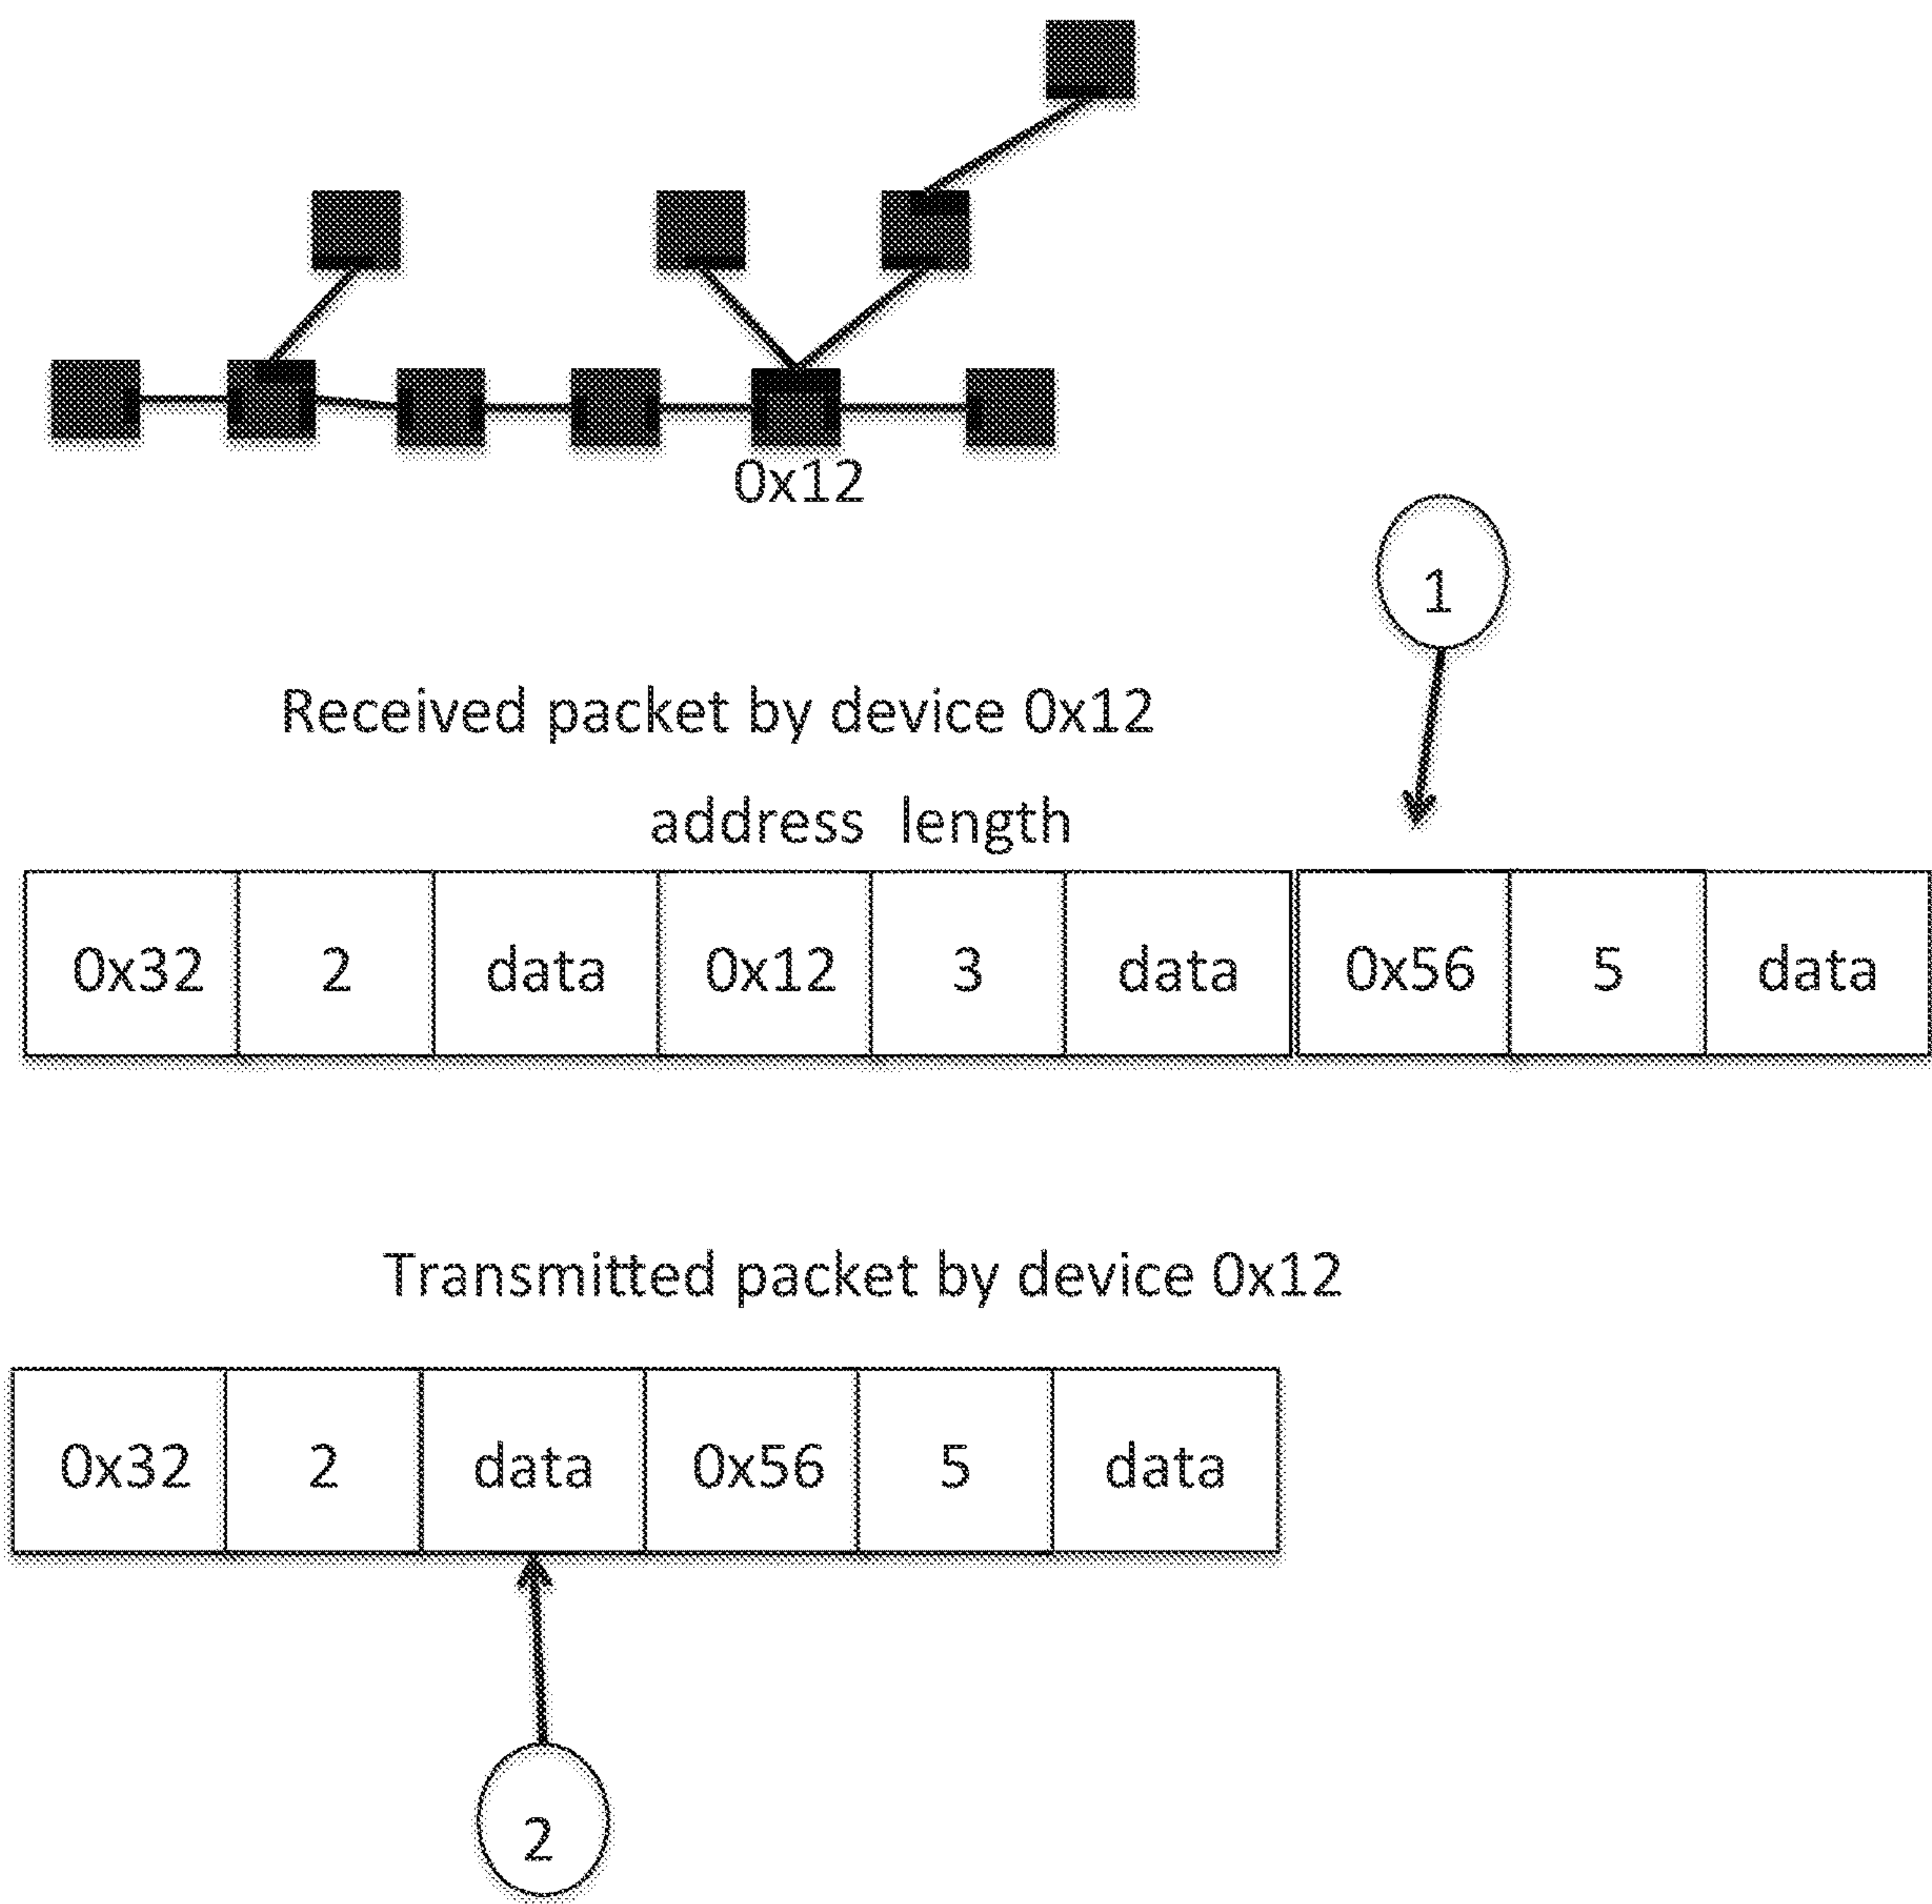 0x12
1
Received packet by device 0x12
address length
0x32 2 data 0x12 3 data 0x56 5 data
Transmitted packet by device 0x12
0x32 2 data 0x56 5 data
2